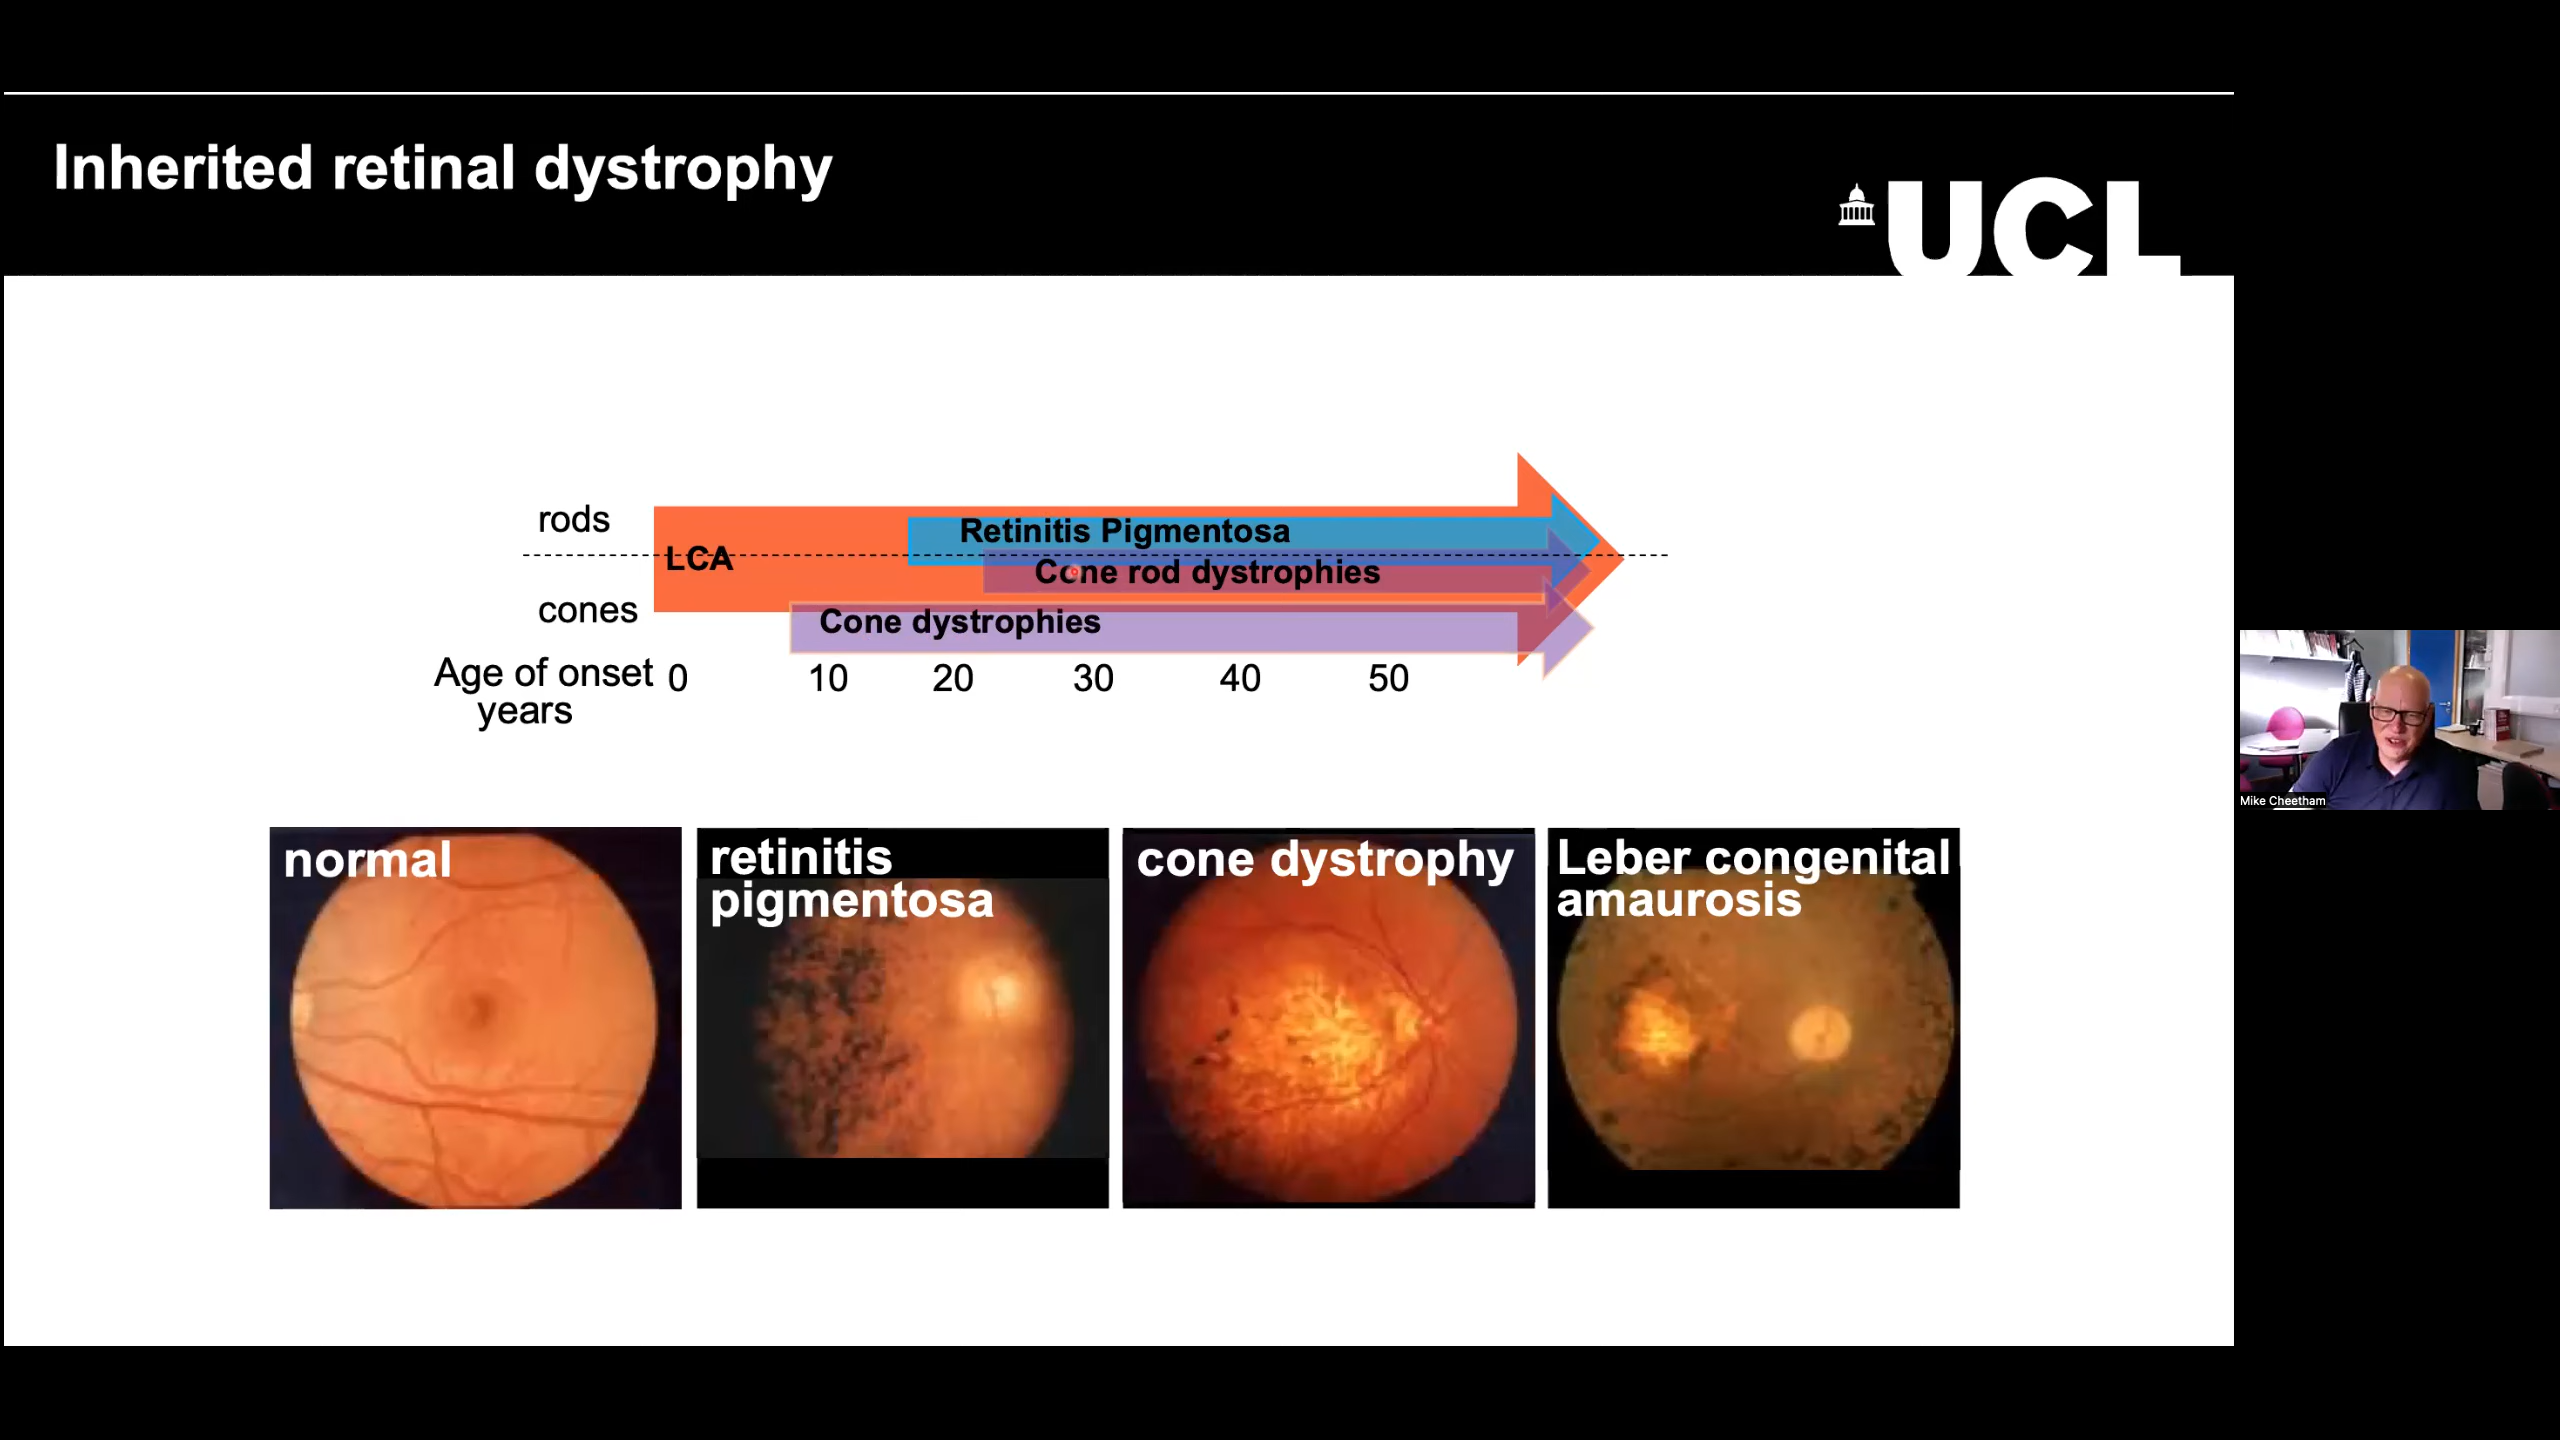 Inherited retinal dystrophy
UCL
rods
Retinitis Pigmentosa
LCA
Cone rod dystrophies
cones
Cone dystrophies
Age of onset 0 10 20 30 40 50
years
Mike Cheetham
normal
retinitis
pigmentosa
cone dystrophy
Leber congenital
amaurosis